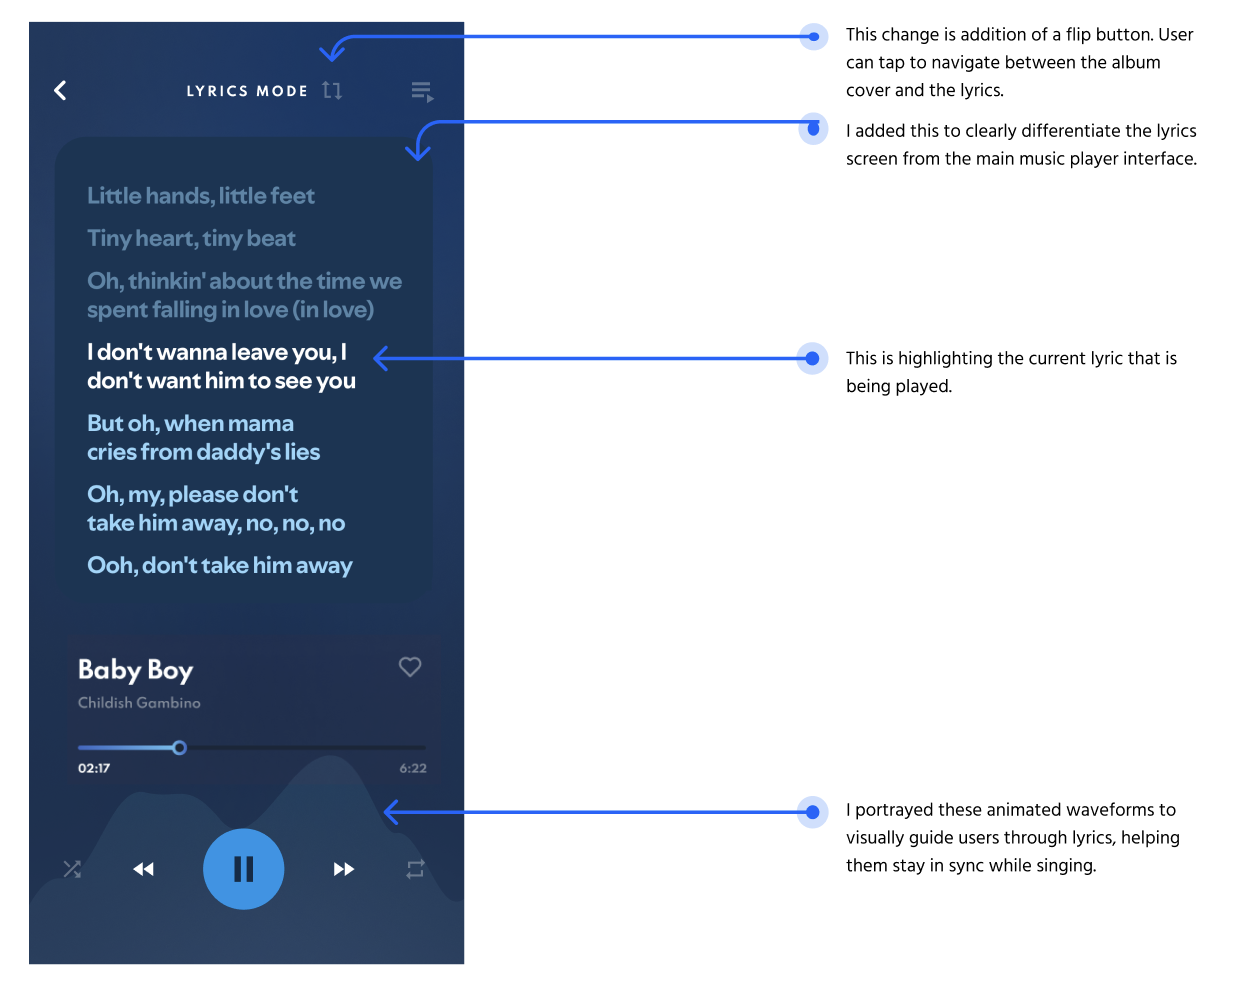 LYRICS MODE
Little hands, little feet
Tiny heart, tiny beat
Oh, thinkin' about the time we
spent falling in love (in love)
I don't wanna leave you, I
don't want him to see you
But oh, when mama
cries from daddy's lies
Oh, my, please don't
take him away, no, no, no
Ooh, don't take him away
Baby Boy
Childish Gambino
02:17
6:22
This change is addition of a flip button. User
can tap to navigate between the album
cover and the lyrics.
I added this to clearly differentiate the lyrics
screen from the main music player interface.
This is highlighting the current lyric that is
being played.
I portrayed these animated waveforms to
visually guide users through lyrics, helping
them stay in sync while singing.